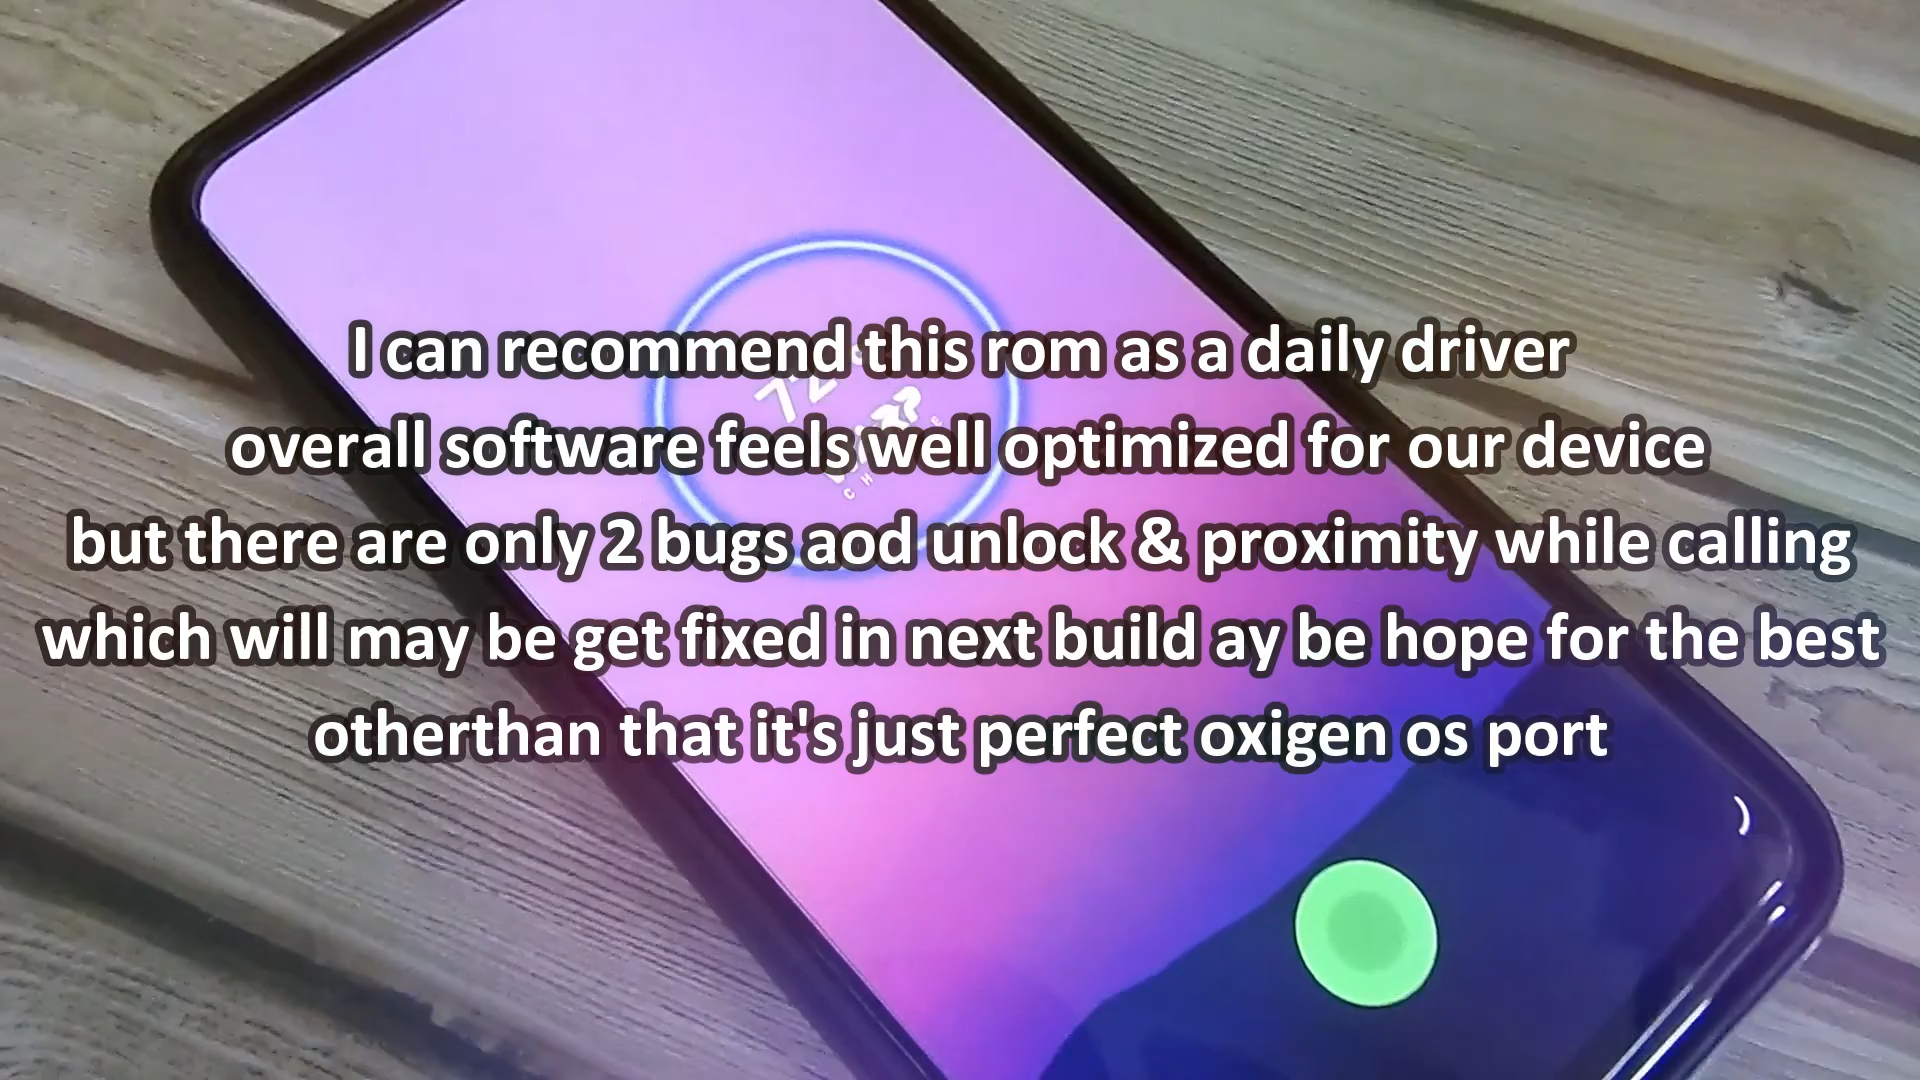 I can recommend this rom as a daily driver
overall software feels well optimized for our device
but there are only 2 bugs aod unlock & proximity while calling
which will may be get fixed in next build ay be hope for the best
otherthan that it's just perfect oxigen os port